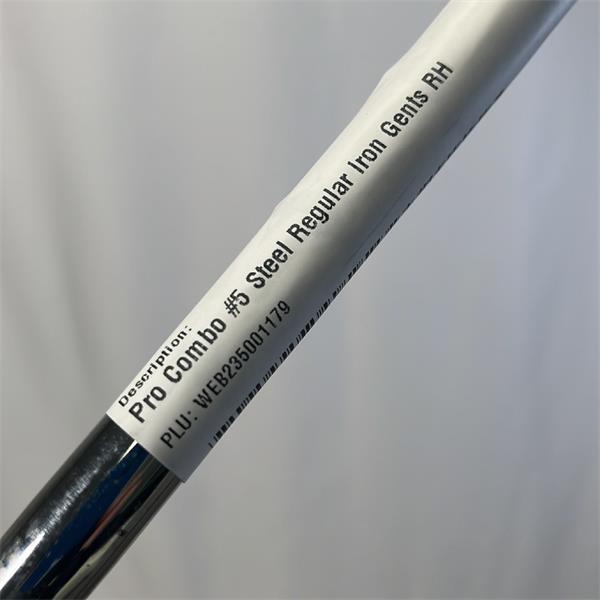 Description:
Pro Combo #5 Steel Regular Iron Gents RH
PLU: WEB235001179